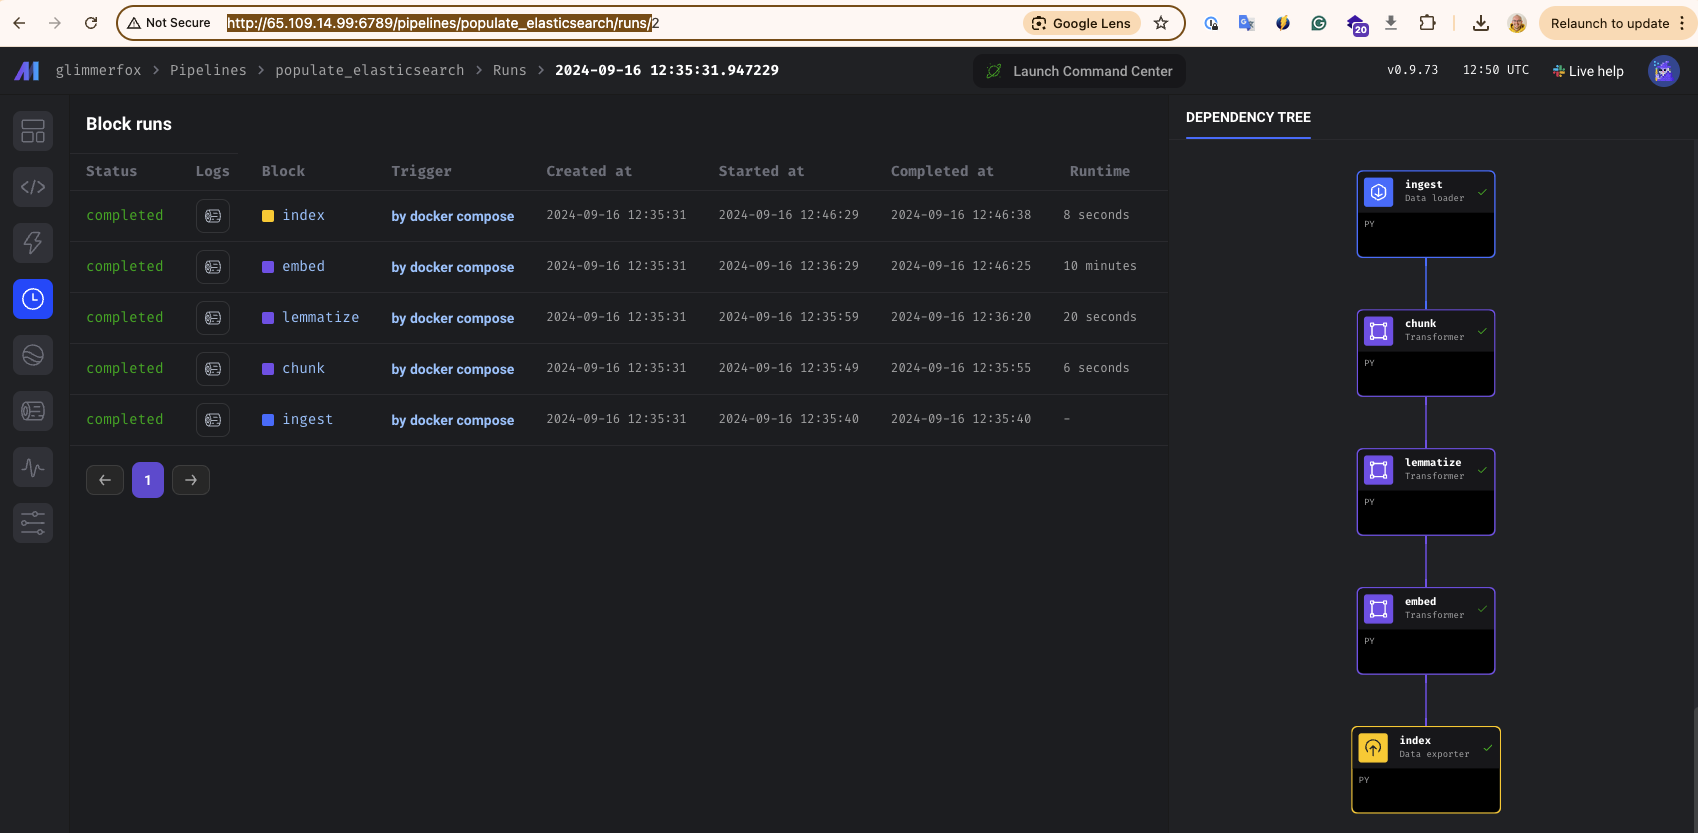 Not Secure http://65.109.14.99:6789/pipelines/populate_elasticsearch/runs/2 Google Lens 20 Relaunch to update
glimmerfox > Pipelines > populate_elasticsearch > Runs > 2024-09-16 12:35:31.947229 Launch Command Center v0.9.73 12:50 UTC Live help
Block runs
Status Logs Block Trigger Created at Started at Completed at Runtime
completed index by docker compose 2024-09-16 12:35:31 2024-09-16 12:46:29 2024-09-16 12:46:38 8 seconds
completed embed by docker compose 2024-09-16 12:35:31 2024-09-16 12:36:29 2024-09-16 12:46:25 10 minutes
completed lemmatize by docker compose 2024-09-16 12:35:31 2024-09-16 12:35:59 2024-09-16 12:36:20 20 seconds
completed chunk by docker compose 2024-09-16 12:35:31 2024-09-16 12:35:49 2024-09-16 12:35:55 6 seconds
completed ingest by docker compose 2024-09-16 12:35:31 2024-09-16 12:35:40 2024-09-16 12:35:40 -
1
DEPENDENCY TREE
ingest
Data loader
PY
chunk
Transformer
PY
lemmatize
Transformer
PY
embed
Transformer
PY
index
Data exporter
PY